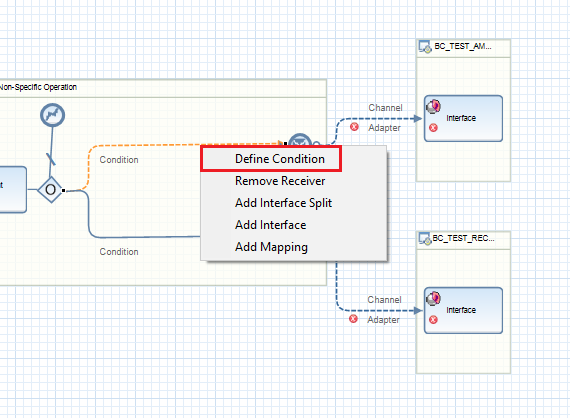 BC_TEST_AM...
Non-Specific Operation
Channel
Adapter
Interface
Condition
Define Condition
Remove Receiver
Add Interface Split
Add Interface
Add Mapping
t
O
Condition
BC_TEST_REC...
Channel
Adapter
Interface